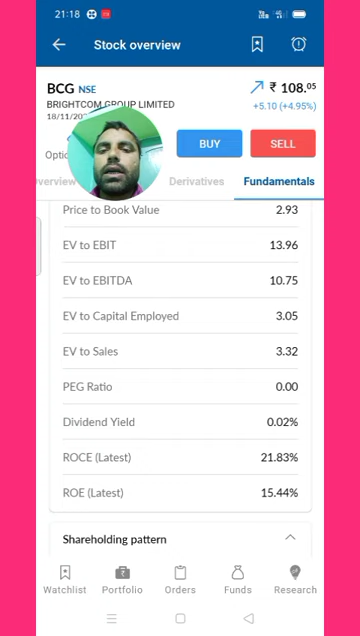 21:18
Stock overview
BCG NSE
₹ 108.05
BRIGHTCOM GROUP LIMITED
+5.10 (+4.95%)
BUY
SELL
Derivatives
Fundamentals
Price to Book Value 2.93
EV to EBIT 13.96
EV to EBITDA 10.75
EV to Capital Employed 3.05
EV to Sales 3.32
PEG Ratio 0.00
Dividend Yield 0.02%
ROCE (Latest) 21.83%
ROE (Latest) 15.44%
Shareholding pattern
Watchlist Portfolio Orders Funds Research